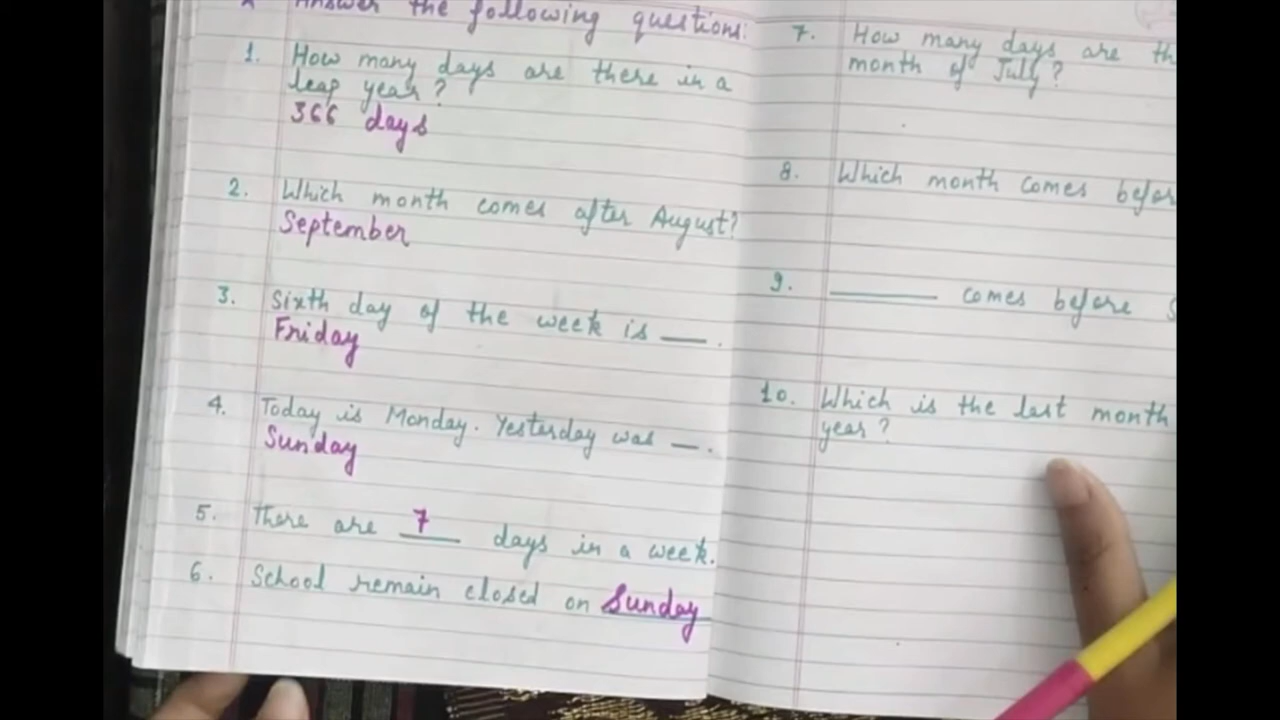 Answer the following questions:
1. How many days are there in a
leap year?
366 days
2. Which month comes after August?
September
3. Sixth day of the week is ___.
Friday
4. Today is Monday. Yesterday was __.
Sunday
5. There are 7 days in a week.
6. School remain closed on Sunday
7. How many days are
month of July?
8. Which month comes
9. ______ comes before
10. Which is the last month
year?